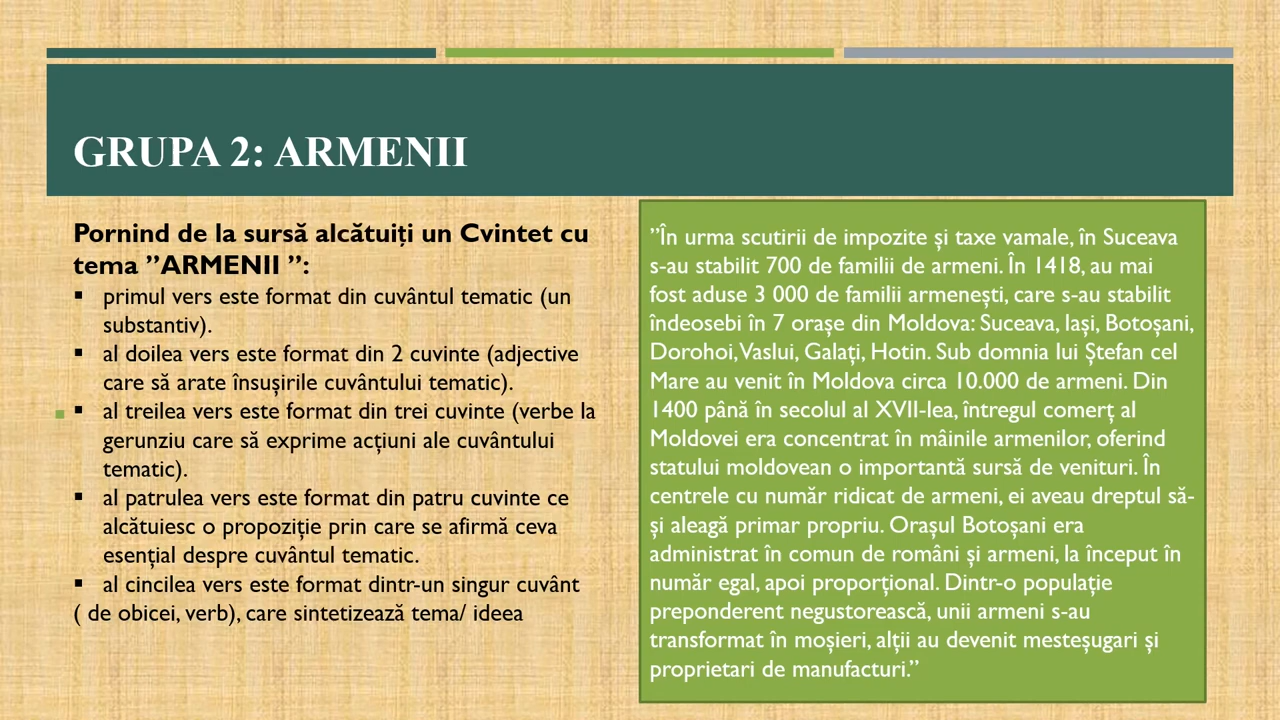 GRUPA 2: ARMENII
Pornind de la sursă alcătuiți un Cvintet cu
tema ”ARMENII ”:
▪ primul vers este format din cuvântul tematic (un
substantiv).
▪ al doilea vers este format din 2 cuvinte (adjective
care să arate însușirile cuvântului tematic).
▪ al treilea vers este format din trei cuvinte (verbe la
gerunziu care să exprime acțiuni ale cuvântului
tematic).
▪ al patrulea vers este format din patru cuvinte ce
alcătuiesc o propoziție prin care se afirmă ceva
esențial despre cuvântul tematic.
▪ al cincilea vers este format dintr-un singur cuvânt
( de obicei, verb), care sintetizează tema/ ideea
”În urma scutirii de impozite și taxe vamale, în Suceava
s-au stabilit 700 de familii de armeni. În 1418, au mai
fost aduse 3 000 de familii armenești, care s-au stabilit
îndeosebi în 7 orașe din Moldova: Suceava, Iași, Botoșani,
Dorohoi, Vaslui, Galați, Hotin. Sub domnia lui Ștefan cel
Mare au venit în Moldova circa 10.000 de armeni. Din
1400 până în secolul al XVII-lea, întregul comerț al
Moldovei era concentrat în mâinile armenilor, oferind
statului moldovean o importantă sursă de venituri. În
centrele cu număr ridicat de armeni, ei aveau dreptul să-
și aleagă primar propriu. Orașul Botoșani era
administrat în comun de români și armeni, la început în
număr egal, apoi proporțional. Dintr-o populație
preponderent negustorească, unii armeni s-au
transformat în moșieri, alții au devenit meșteșugari și
proprietari de manufacturi.”